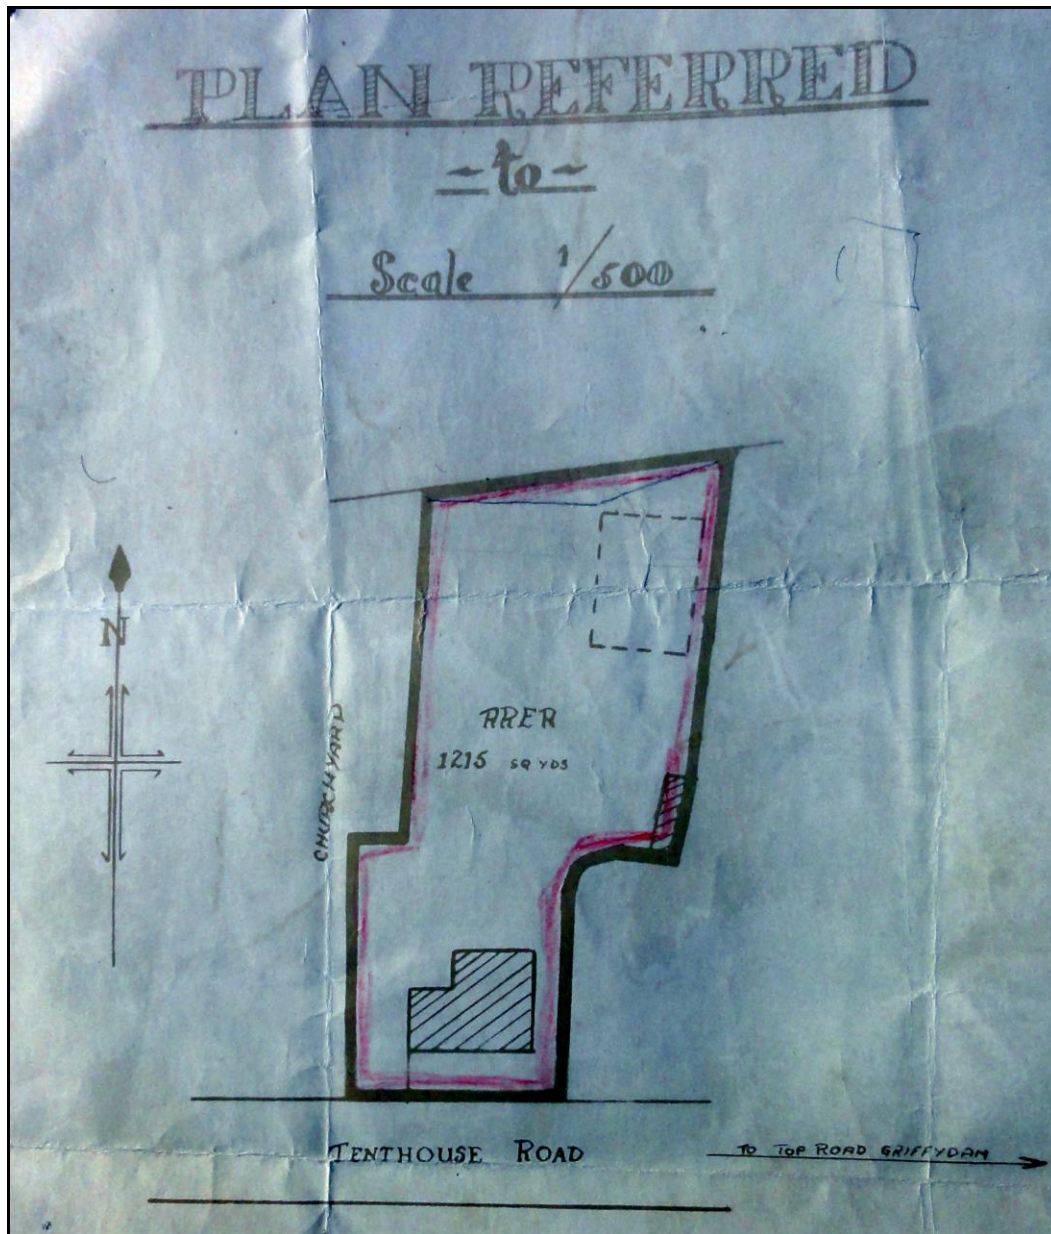 PLAN REFERRED
- to -
Scale 1/500
N
CHURCHYARD
AREA
1215 SQ YDS
TENTHOUSE ROAD
TO TOP ROAD GRIFFYDAM